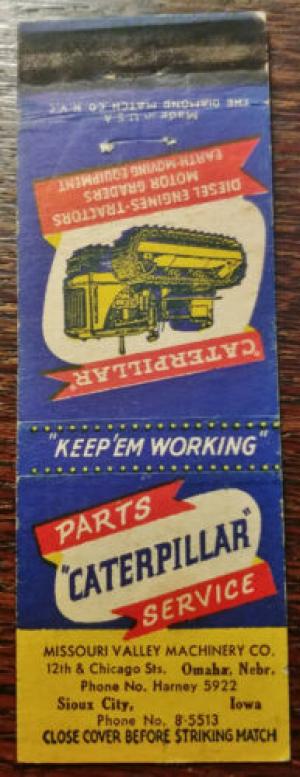 Made in U.S.A.
THE DIAMOND MATCH CO. N.Y.C.
DIESEL ENGINES-TRACTORS
MOTOR GRADERS
EARTH-MOVING EQUIPMENT
"CATERPILLAR"
"KEEP 'EM WORKING"
PARTS
"CATERPILLAR"
SERVICE
MISSOURI VALLEY MACHINERY CO.
12th & Chicago Sts. Omaha, Nebr.
Phone No. Harney 5922
Sioux City, Iowa
Phone No. 8-5513
CLOSE COVER BEFORE STRIKING MATCH